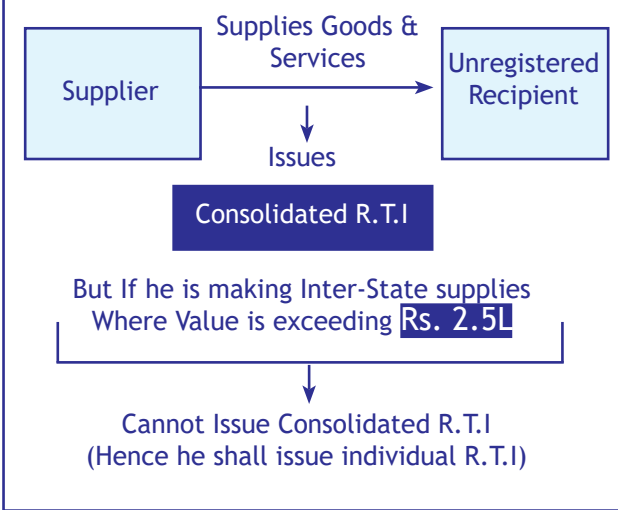 Supplies Goods &
Services
Supplier
Unregistered
Recipient
Issues
Consolidated R.T.I
But If he is making Inter-State supplies
Where Value is exceeding Rs. 2.5L
Cannot Issue Consolidated R.T.I
(Hence he shall issue individual R.T.I)